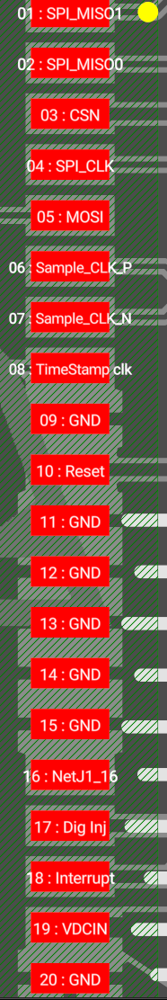 01 : SPI_MISO1
02 : SPI_MISO0
03 : CSN
04 : SPI_CLK
05 : MOSI
06 : Sample_CLK_P
07 : Sample_CLK_N
08 : TimeStamp clk
09 : GND
10 : Reset
11 : GND
12 : GND
13 : GND
14 : GND
15 : GND
16 : NetJ1_16
17 : Dig Inj
18 : Interrupt
19 : VDCIN
20 : GND